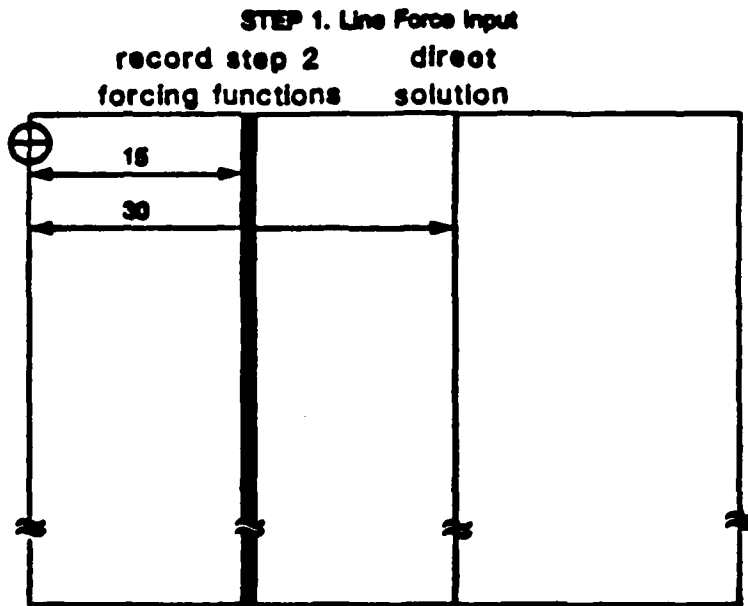 STEP 1. Line Force Input
record step 2
forcing functions
direct
solution
15
30